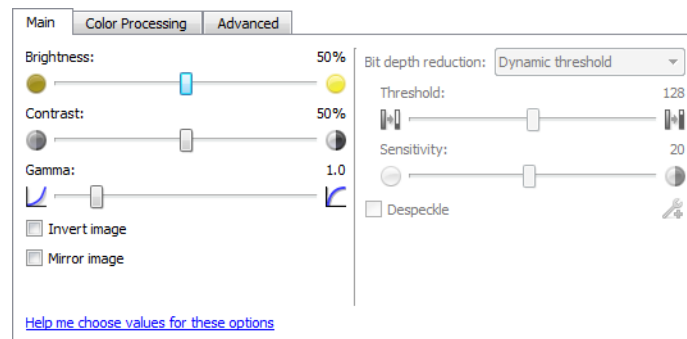 Main Color Processing Advanced
Brightness: 50%
Contrast: 50%
Gamma: 1.0
Invert image
Mirror image
Help me choose values for these options
Bit depth reduction: Dynamic threshold
Threshold: 128
Sensitivity: 20
Despeckle